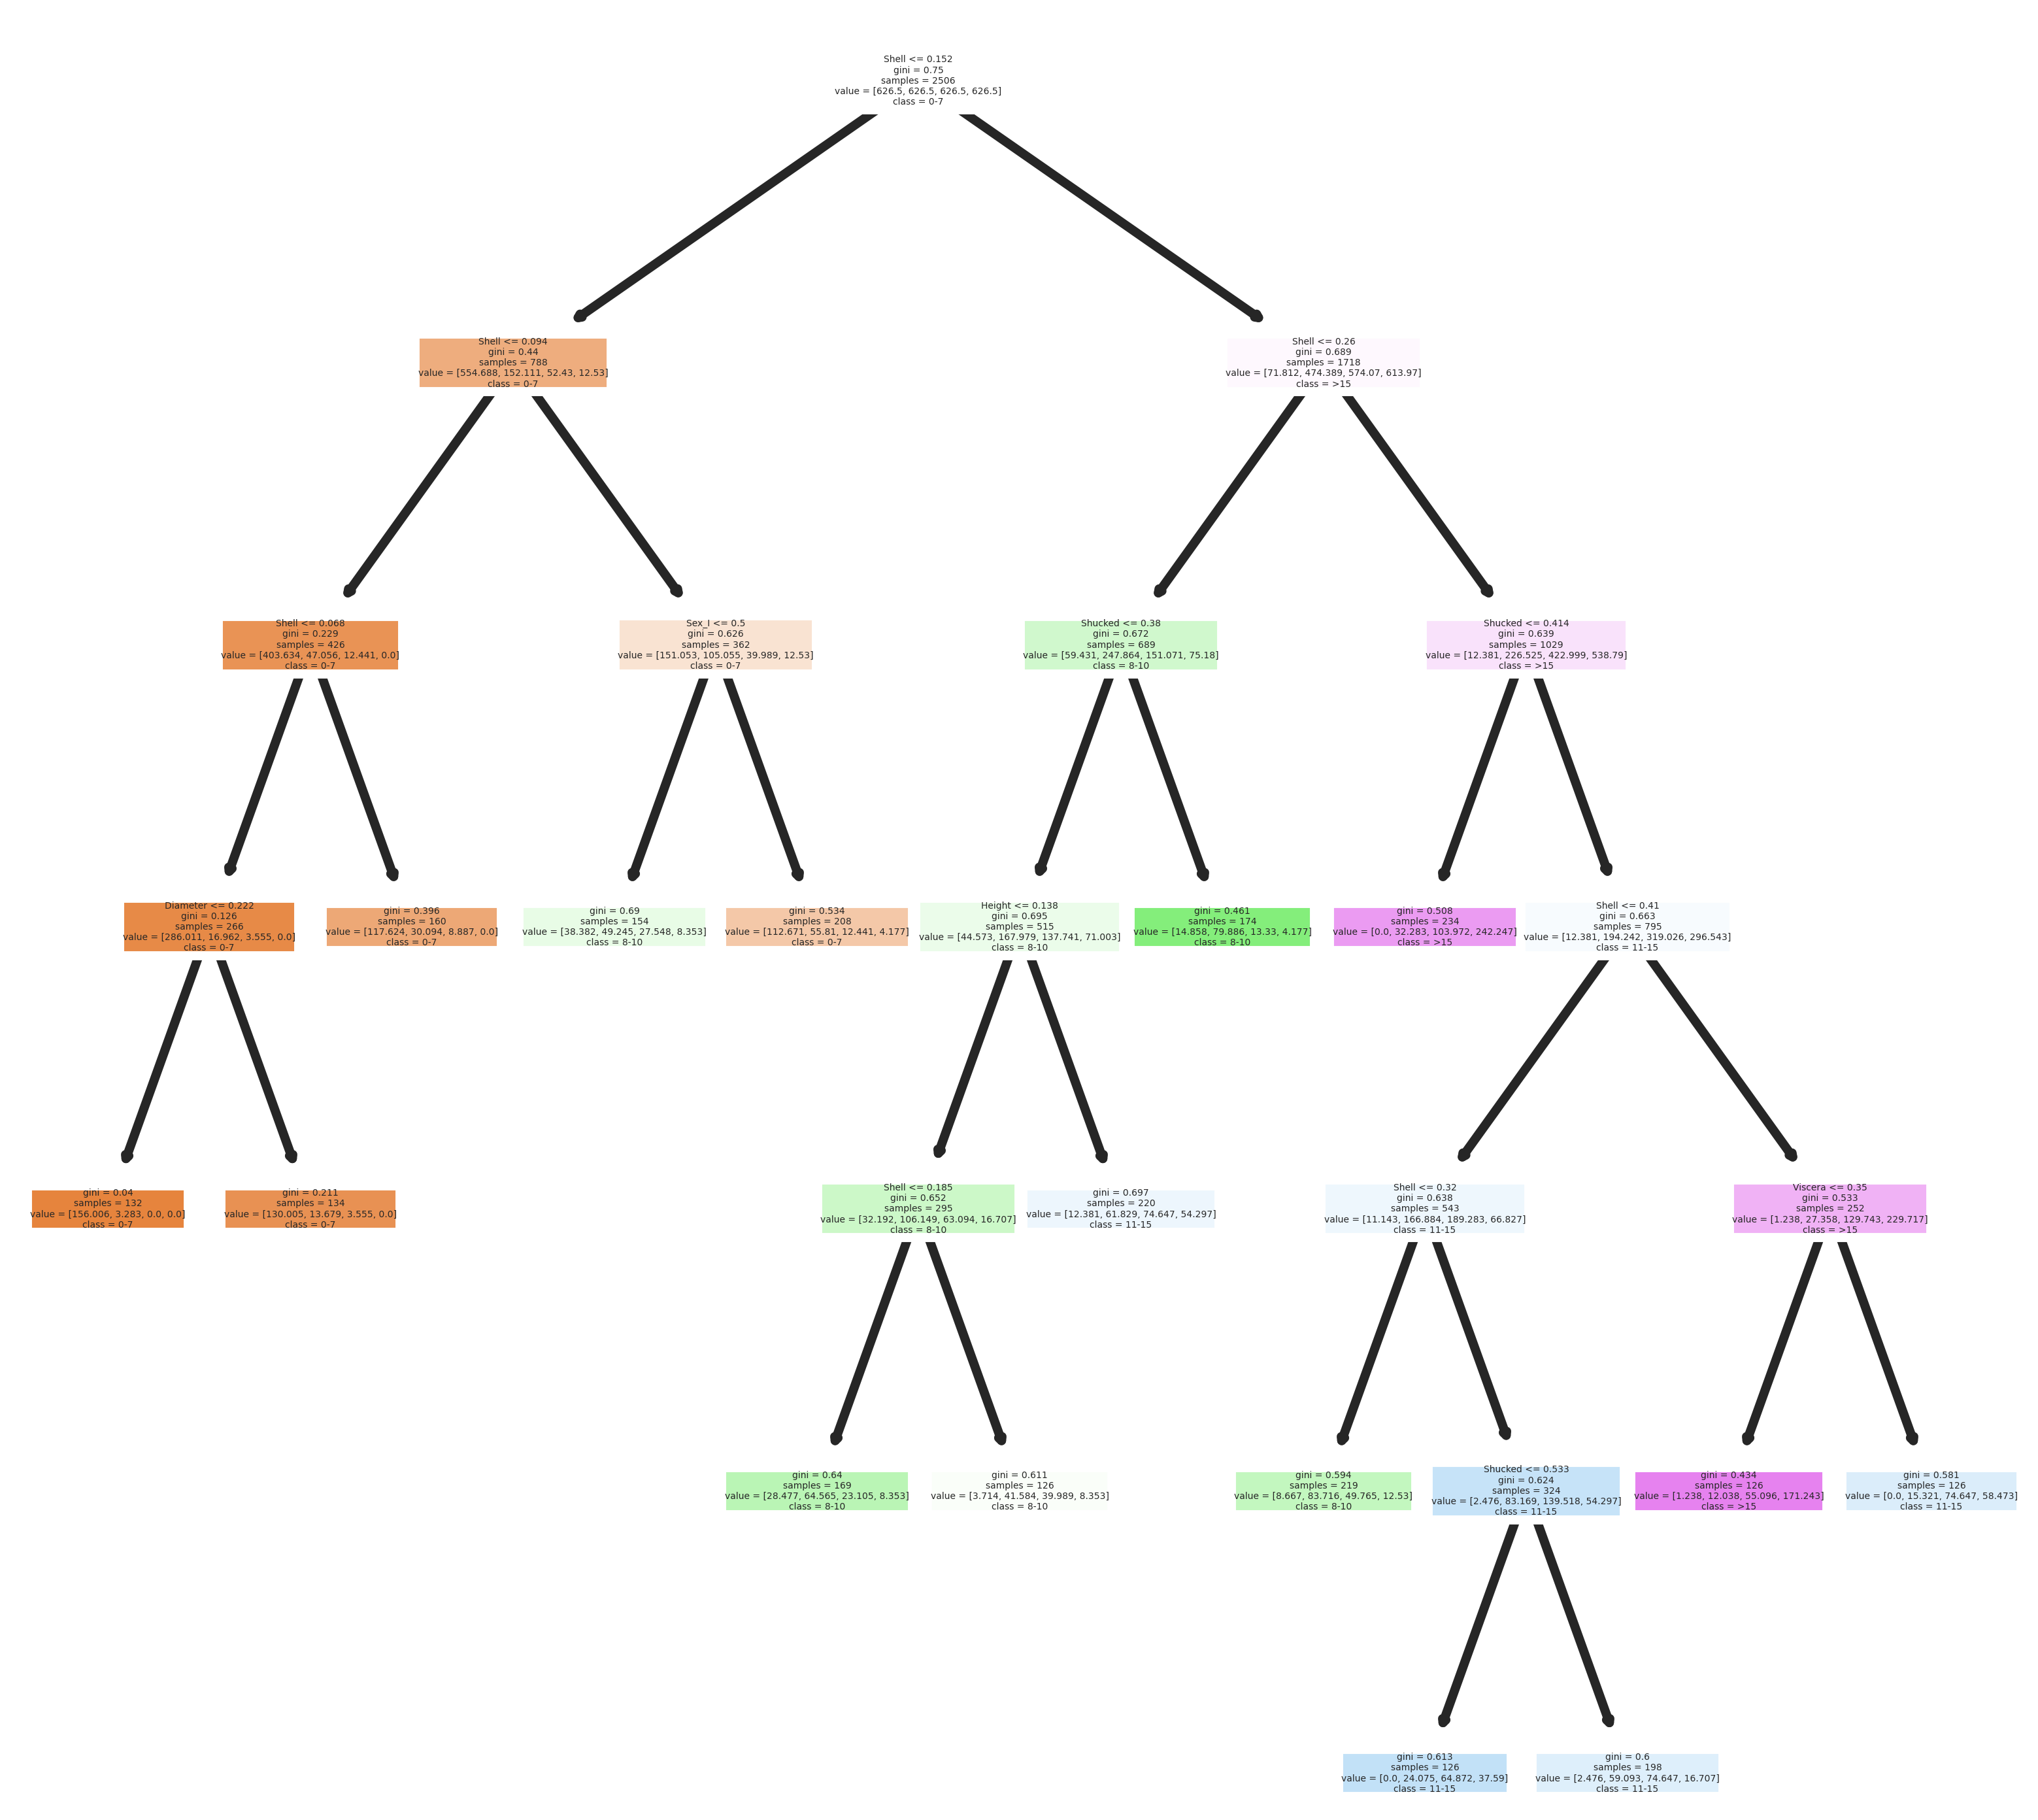 Shell <= 0.152
gini = 0.75
samples = 2506
value = [626.5, 626.5, 626.5, 626.5]
class = 0-7
Shell <= 0.094
gini = 0.44
samples = 788
value = [554.688, 152.111, 52.43, 12.53]
class = 0-7
Shell <= 0.26
gini = 0.689
samples = 1718
value = [71.812, 474.389, 574.07, 613.97]
class = >15
Shell <= 0.068
gini = 0.229
samples = 426
value = [403.634, 47.056, 12.441, 0.0]
class = 0-7
Sex_I <= 0.5
gini = 0.626
samples = 362
value = [151.053, 105.055, 39.989, 12.53]
class = 0-7
Shucked <= 0.38
gini = 0.672
samples = 689
value = [59.431, 247.864, 151.071, 75.18]
class = 8-10
Shucked <= 0.414
gini = 0.639
samples = 1029
value = [12.381, 226.525, 422.999, 538.79]
class = >15
Diameter <= 0.222
gini = 0.126
samples = 266
value = [286.011, 16.962, 3.555, 0.0]
class = 0-7
gini = 0.396
samples = 160
value = [117.624, 30.094, 8.887, 0.0]
class = 0-7
gini = 0.69
samples = 154
value = [38.382, 49.245, 27.548, 8.353]
class = 8-10
gini = 0.534
samples = 208
value = [112.671, 55.81, 12.441, 4.177]
class = 0-7
Height <= 0.138
gini = 0.695
samples = 515
value = [44.573, 167.979, 137.741, 71.003]
class = 8-10
gini = 0.461
samples = 174
value = [14.858, 79.886, 13.33, 4.177]
class = 8-10
gini = 0.508
samples = 234
value = [0.0, 32.283, 103.972, 242.247]
class = >15
Shell <= 0.41
gini = 0.663
samples = 795
value = [12.381, 194.242, 319.026, 296.543]
class = 11-15
gini = 0.04
samples = 132
value = [156.006, 3.283, 0.0, 0.0]
class = 0-7
gini = 0.211
samples = 134
value = [130.005, 13.679, 3.555, 0.0]
class = 0-7
Shell <= 0.185
gini = 0.652
samples = 295
value = [32.192, 106.149, 63.094, 16.707]
class = 8-10
gini = 0.697
samples = 220
value = [12.381, 61.829, 74.647, 54.297]
class = 11-15
Shell <= 0.32
gini = 0.638
samples = 543
value = [11.143, 166.884, 189.283, 66.827]
class = 11-15
Viscera <= 0.35
gini = 0.533
samples = 252
value = [1.238, 27.358, 129.743, 229.717]
class = >15
gini = 0.64
samples = 169
value = [28.477, 64.565, 23.105, 8.353]
class = 8-10
gini = 0.611
samples = 126
value = [3.714, 41.584, 39.989, 8.353]
class = 8-10
gini = 0.594
samples = 219
value = [8.667, 83.716, 49.765, 12.53]
class = 8-10
Shucked <= 0.533
gini = 0.624
samples = 324
value = [2.476, 83.169, 139.518, 54.297]
class = 11-15
gini = 0.434
samples = 126
value = [1.238, 12.038, 55.096, 171.243]
class = >15
gini = 0.581
samples = 126
value = [0.0, 15.321, 74.647, 58.473]
class = 11-15
gini = 0.613
samples = 126
value = [0.0, 24.075, 64.872, 37.59]
class = 11-15
gini = 0.6
samples = 198
value = [2.476, 59.093, 74.647, 16.707]
class = 11-15